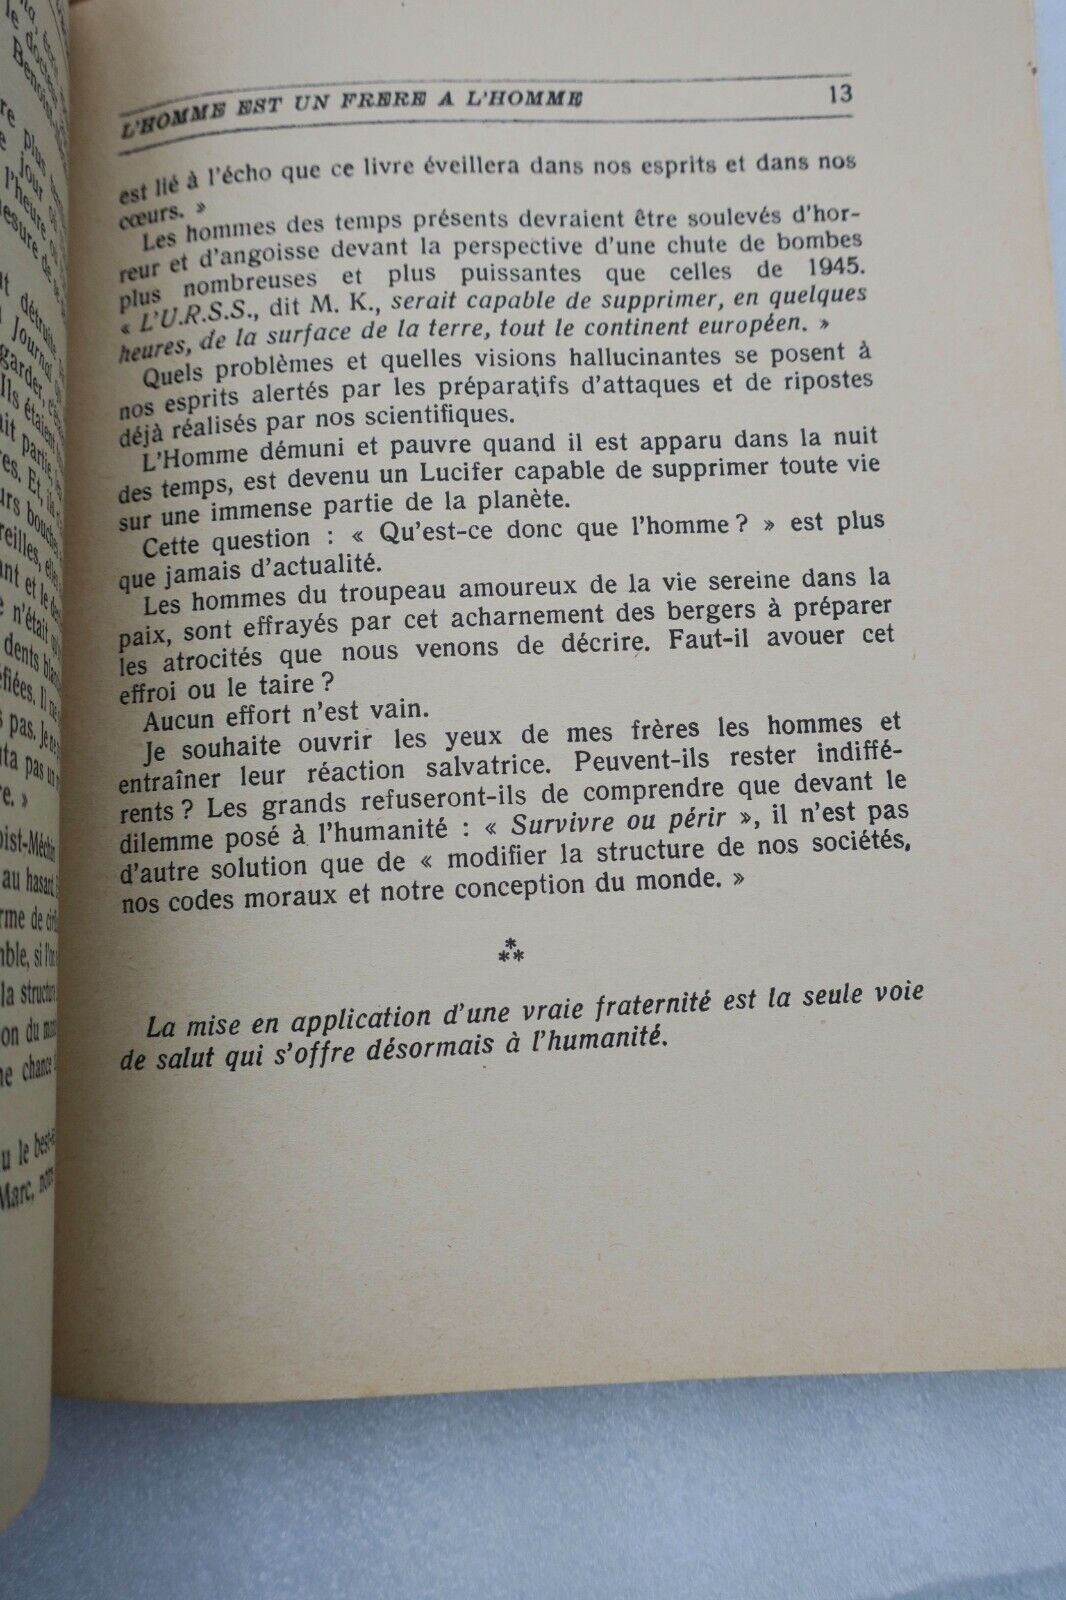 L'HOMME EST UN FRERE A L'HOMME 13
est lié à l'écho que ce livre éveillera dans nos esprits et dans nos
cœurs. »
Les hommes des temps présents devraient être soulevés d'hor-
reur et d'angoisse devant la perspective d'une chute de bombes
plus nombreuses et plus puissantes que celles de 1945.
« L'U.R.S.S., dit M. K., serait capable de supprimer, en quelques
heures, de la surface de la terre, tout le continent européen. »
Quels problèmes et quelles visions hallucinantes se posent à
nos esprits alertés par les préparatifs d'attaques et de ripostes
déjà réalisés par nos scientifiques.
L'Homme démuni et pauvre quand il est apparu dans la nuit
des temps, est devenu un Lucifer capable de supprimer toute vie
sur une immense partie de la planète.
Cette question : « Qu'est-ce donc que l'homme ? » est plus
que jamais d'actualité.
Les hommes du troupeau amoureux de la vie sereine dans la
paix, sont effrayés par cet acharnement des bergers à préparer
les atrocités que nous venons de décrire. Faut-il avouer cet
effroi ou le taire ?
Aucun effort n'est vain.
Je souhaite ouvrir les yeux de mes frères les hommes et
entraîner leur réaction salvatrice. Peuvent-ils rester indiffé-
rents ? Les grands refuseront-ils de comprendre que devant le
dilemme posé à l'humanité : « Survivre ou périr », il n'est pas
d'autre solution que de « modifier la structure de nos sociétés,
nos codes moraux et notre conception du monde. »
⁂
La mise en application d'une vraie fraternité est la seule voie
de salut qui s'offre désormais à l'humanité.